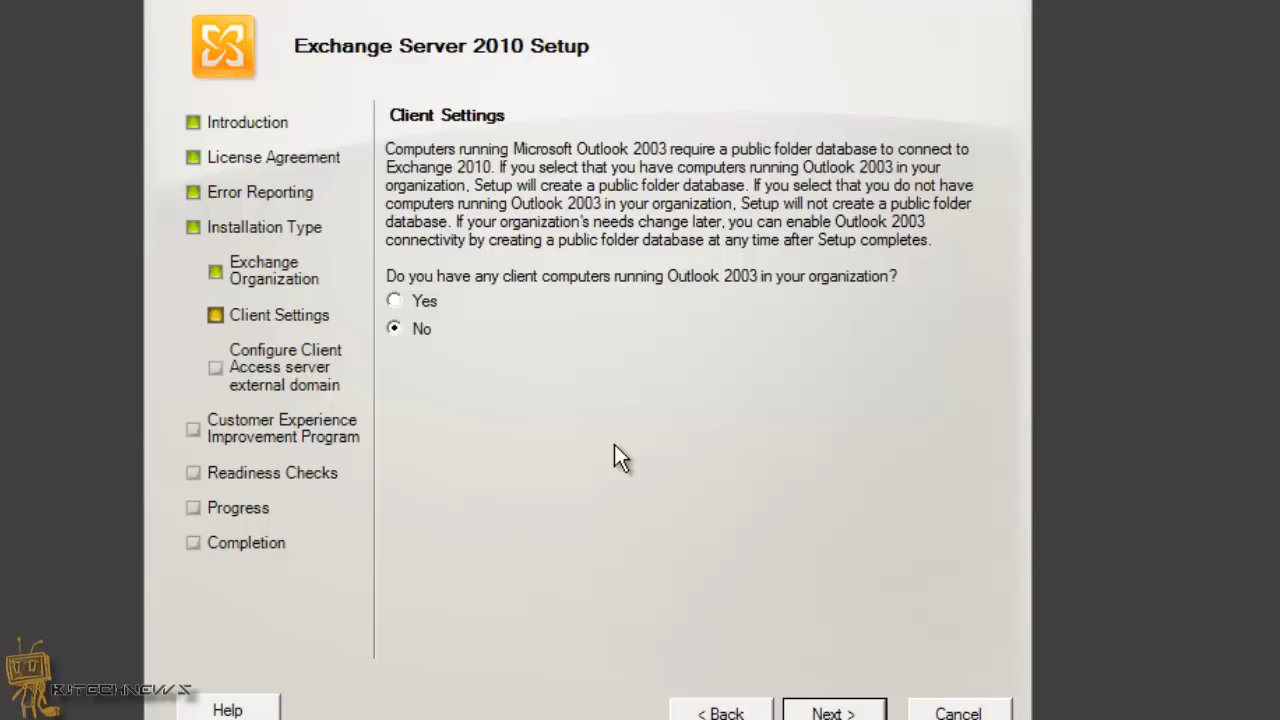 Exchange Server 2010 Setup
Introduction
License Agreement
Error Reporting
Installation Type
Exchange
Organization
Client Settings
Configure Client
Access server
external domain
Customer Experience
Improvement Program
Readiness Checks
Progress
Completion
Client Settings
Computers running Microsoft Outlook 2003 require a public folder database to connect to
Exchange 2010. If you select that you have computers running Outlook 2003 in your
organization, Setup will create a public folder database. If you select that you do not have
computers running Outlook 2003 in your organization, Setup will not create a public folder
database. If your organization's needs change later, you can enable Outlook 2003
connectivity by creating a public folder database at any time after Setup completes.
Do you have any client computers running Outlook 2003 in your organization?
Yes
No
Help
< Back
Next >
Cancel